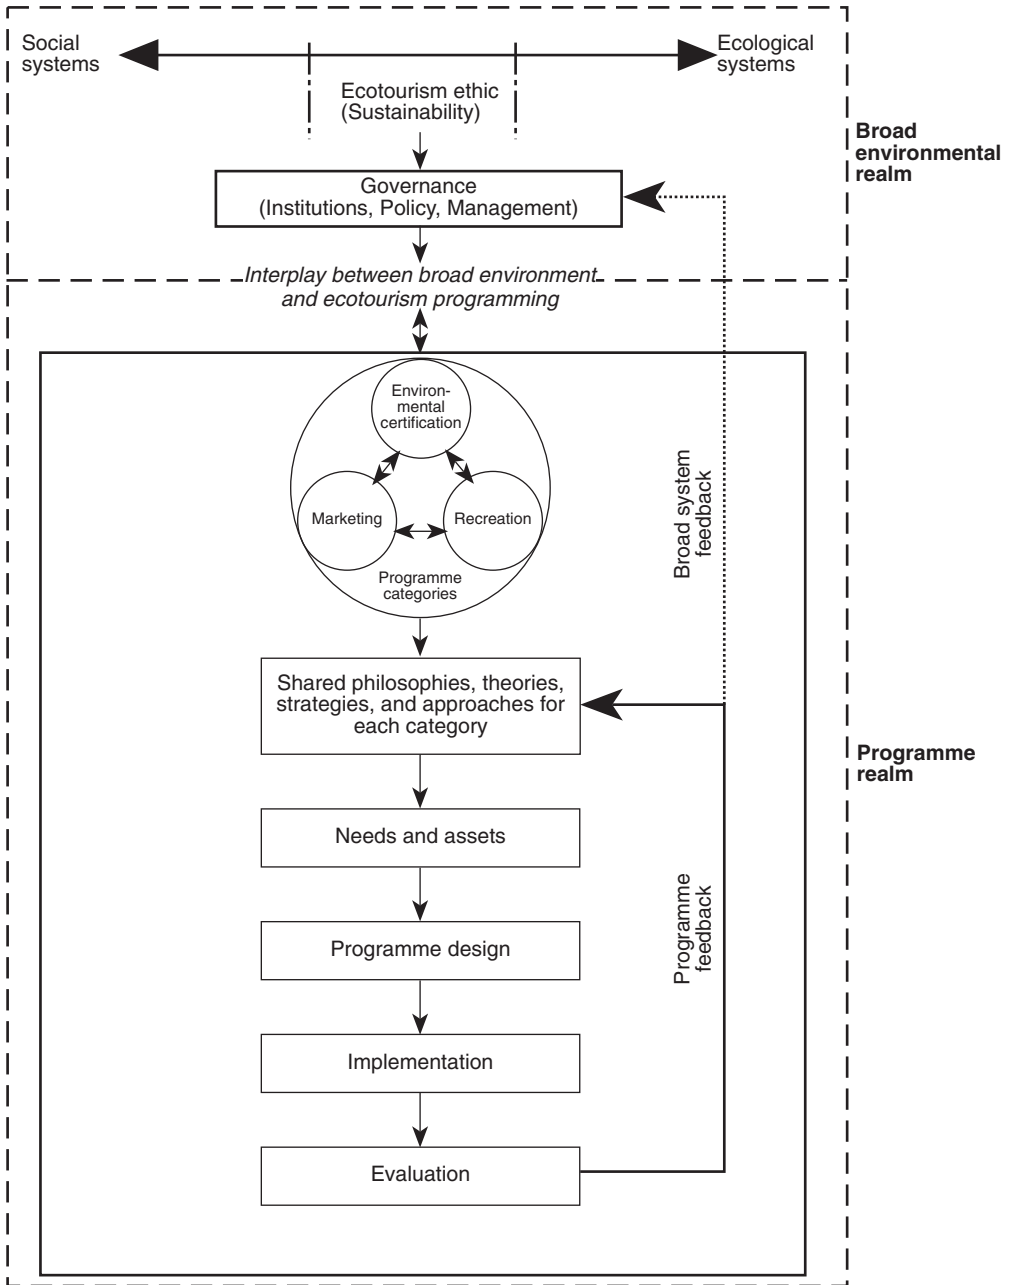 Social
systems
Ecological
systems
Ecotourism ethic
(Sustainability)
Broad
environmental
realm
Governance
(Institutions, Policy, Management)
Interplay between broad environment
and ecotourism programming
Environ-
mental
certification
Marketing
Recreation
Programme
categories
Broad system
feedback
Shared philosophies, theories,
strategies, and approaches for
each category
Programme
realm
Needs and assets
Programme design
Programme
feedback
Implementation
Evaluation